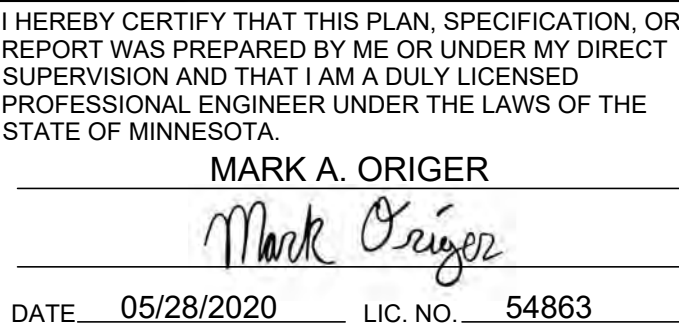 I HEREBY CERTIFY THAT THIS PLAN, SPECIFICATION, OR
REPORT WAS PREPARED BY ME OR UNDER MY DIRECT
SUPERVISION AND THAT I AM A DULY LICENSED
PROFESSIONAL ENGINEER UNDER THE LAWS OF THE
STATE OF MINNESOTA.
MARK A. ORIGER
Mark Origer
DATE 05/28/2020 LIC. NO. 54863